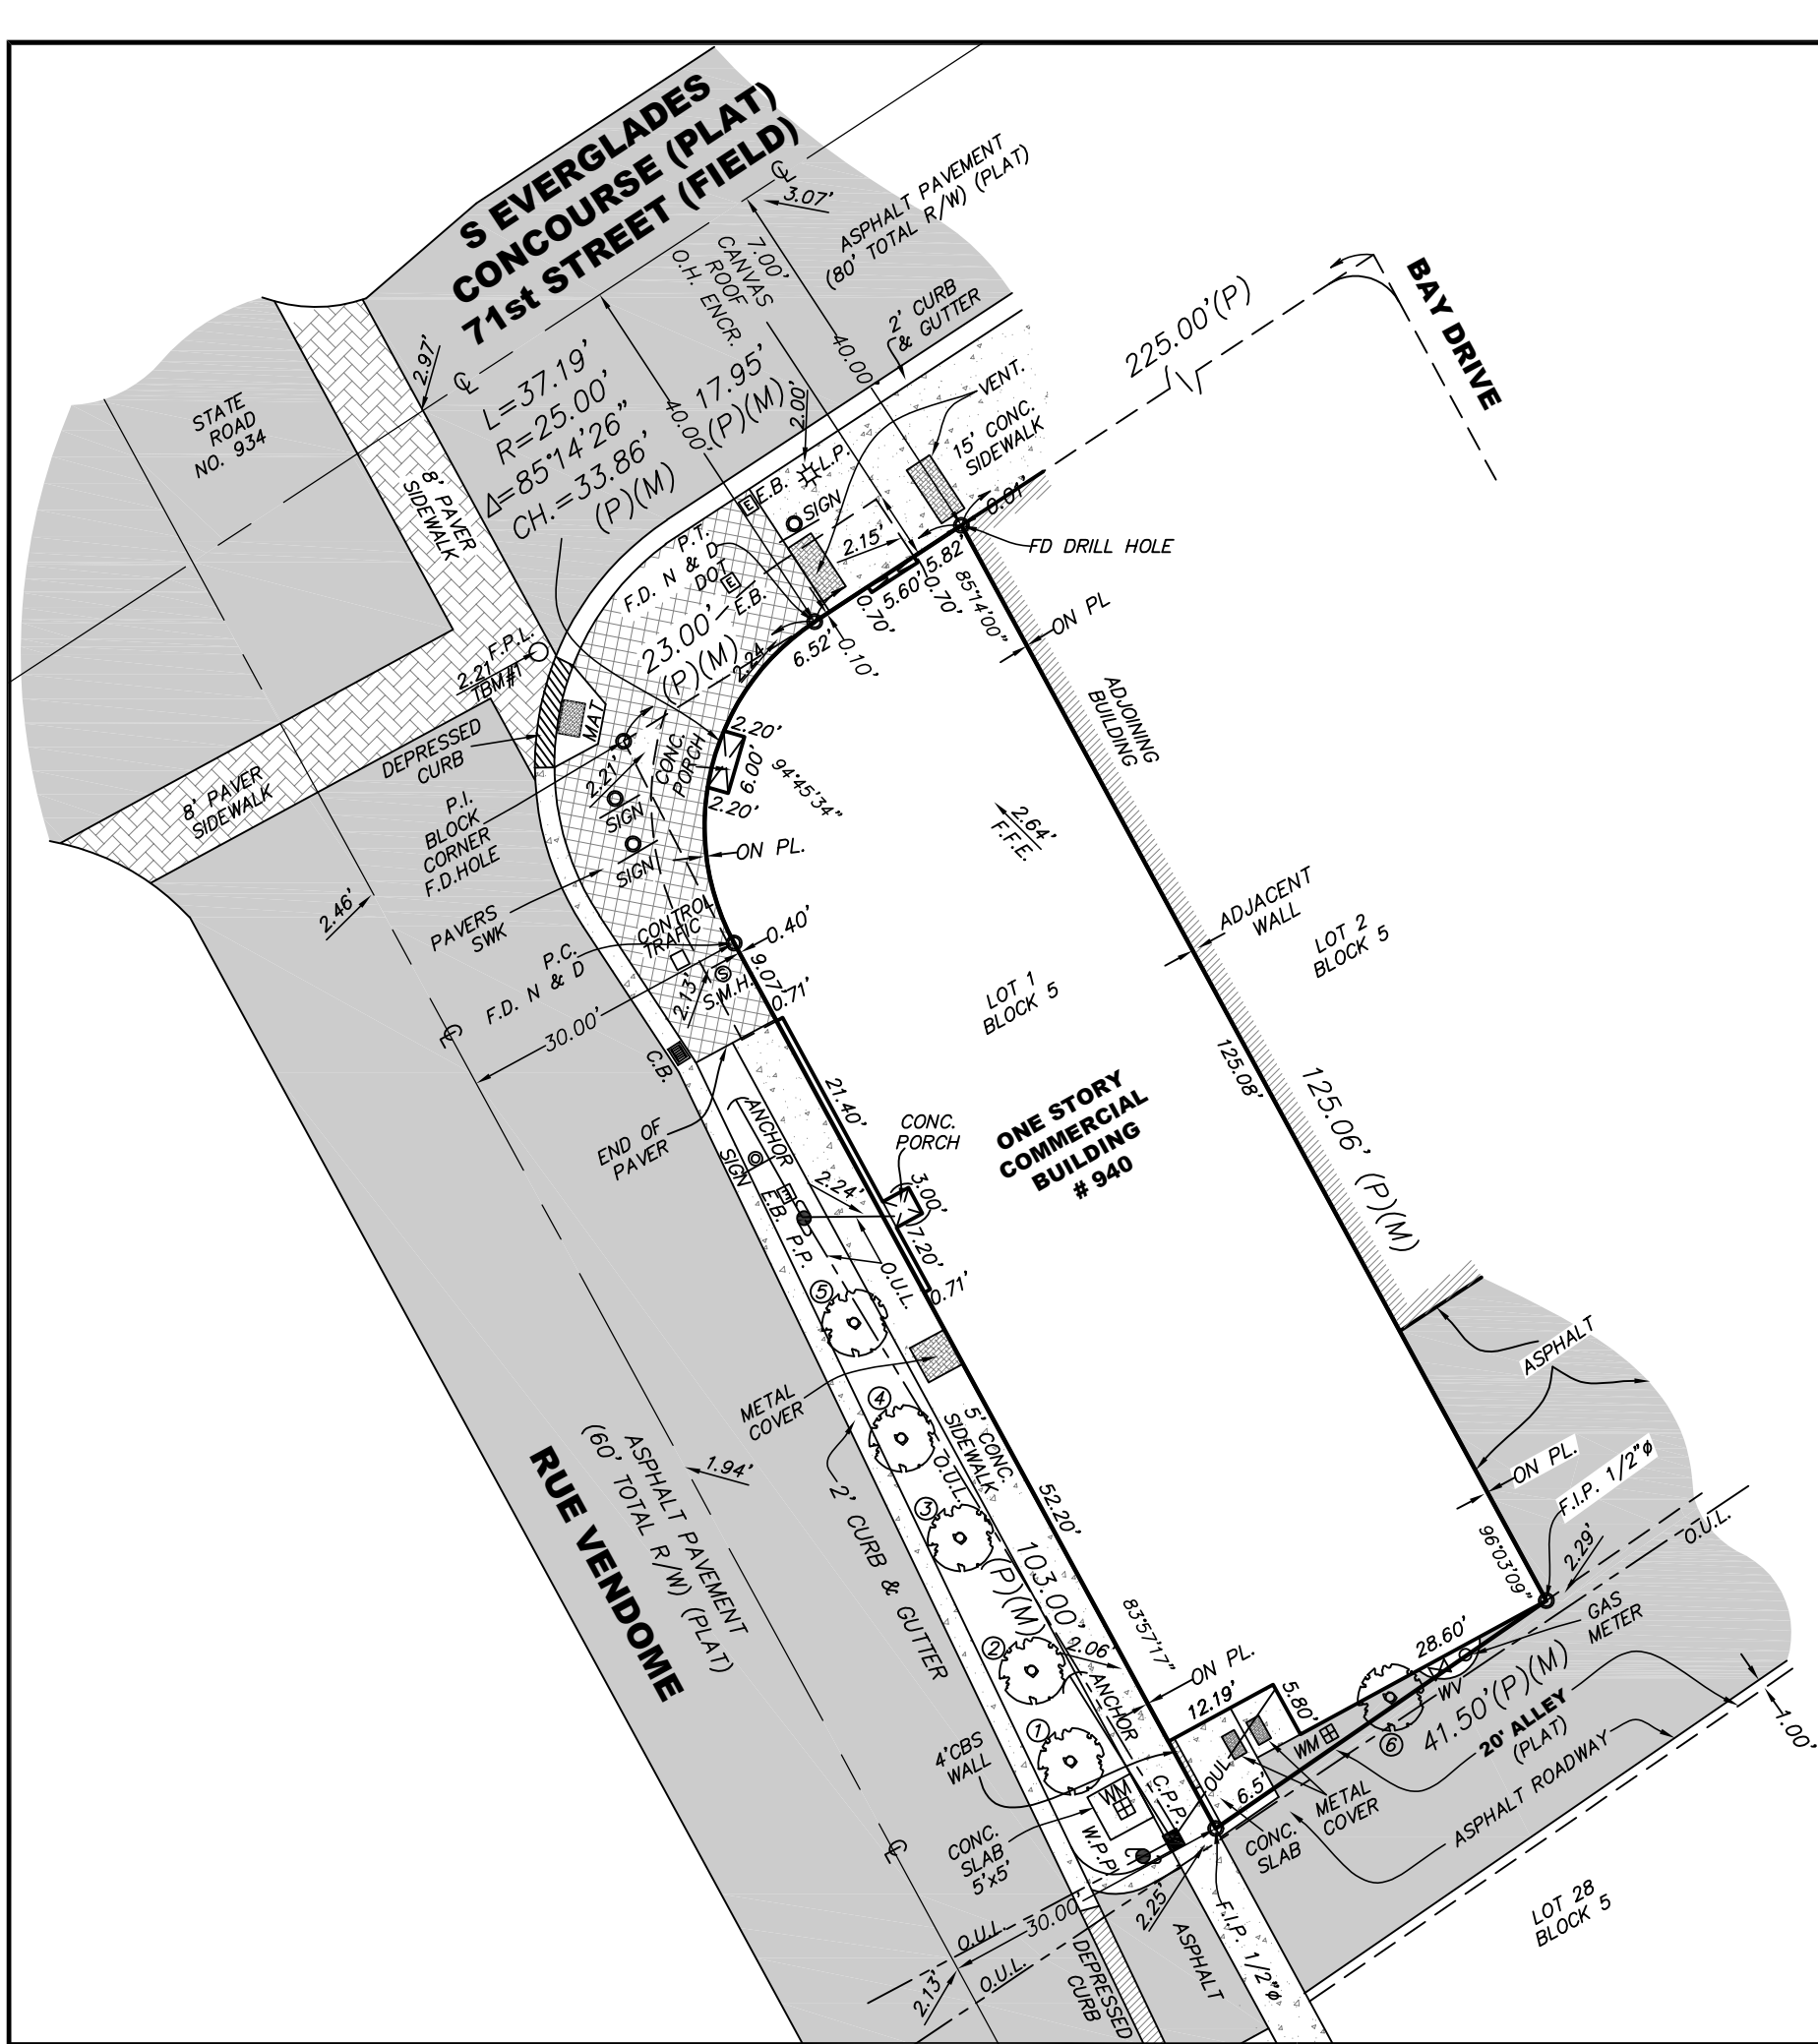 S EVERGLADES
CONCOURSE (PLAT)
71st STREET (FIELD)
3.07'
ASPHALT PAVEMENT
(80' TOTAL R/W) (PLAT)
7.00'
CANVAS
ROOF
O.H. ENCR.
2' CURB
& GUTTER
225.00'(P)
BAY DRIVE
2.97'
STATE
ROAD
NO. 934
8' PAVER
SIDEWALK
L=37.19'
R=25.00'
Δ=85°14'26"
CH.=33.86'
(P)(M)
40.00'
17.95'
(P)(M)
2.00'
40.00'
VENT.
15' CONC.
SIDEWALK
0.01'
FD DRILL HOLE
E
E.B.
L.P.
SIGN
2.15'
5.82'
5.60'
0.70'
0.70'
85°14'00"
ON PL
P.T.
F.D. N & D
DOT
E
E.B.
23.00'
(P)(M)
2.24'
6.52'
0.10'
F.P.L.
2.21
TBM#1
MAT
DEPRESSED
CURB
8' PAVER
SIDEWALK
P.I.
BLOCK
CORNER
F.D.HOLE
2.21'
SIGN
SIGN
CONC.
PORCH
2.20'
6.00'
2.20'
94°45'34"
ON PL.
ADJOINING
BUILDING
2.64'
F.F.E.
ADJACENT
WALL
LOT 2
BLOCK 5
LOT 1
BLOCK 5
2.46'
PAVERS
SWK
P.C.
F.D. N & D
CONTROL
TRAFIC
0.40'
9.07'
2.13'
S
S.M.H.
0.71'
30.00'
C.B.
END OF
PAVER
21.40'
125.08'
125.06' (P)(M)
ONE STORY
COMMERCIAL
BUILDING
# 940
CONC.
PORCH
ANCHOR
SIGN
E
E.B.
P.P.
2.24'
3.00'
7.20'
O.U.L.
0.71'
5
METAL
COVER
4
5' CONC.
SIDEWALK
O.U.L.
3
52.20'
103.00'
(P)(M)
RUE VENDOME
ASPHALT PAVEMENT
(60' TOTAL R/W) (PLAT)
1.94'
2' CURB & GUTTER
ASPHALT
ON PL.
F.I.P. 1/2"ø
96°03'09"
2.29'
O.U.L.
GAS
METER
2
2.06'
83°57'17"
ON PL.
ANCHOR
12.19'
5.80'
28.60'
WV
41.50'(P)(M)
20' ALLEY
(PLAT)
6
WM
1.00'
1
4'CBS
WALL
WM
C.P.P.
OUL
6.5'
METAL
COVER
ASPHALT ROADWAY
CONC.
SLAB
5'x5'
W.P.P.
CONC.
SLAB
2.25'
F.I.P. 1/2"ø
LOT 28
BLOCK 5
O.U.L.
30.00'
O.U.L.
2.13'
DEPRESSED
CURB
ASPHALT